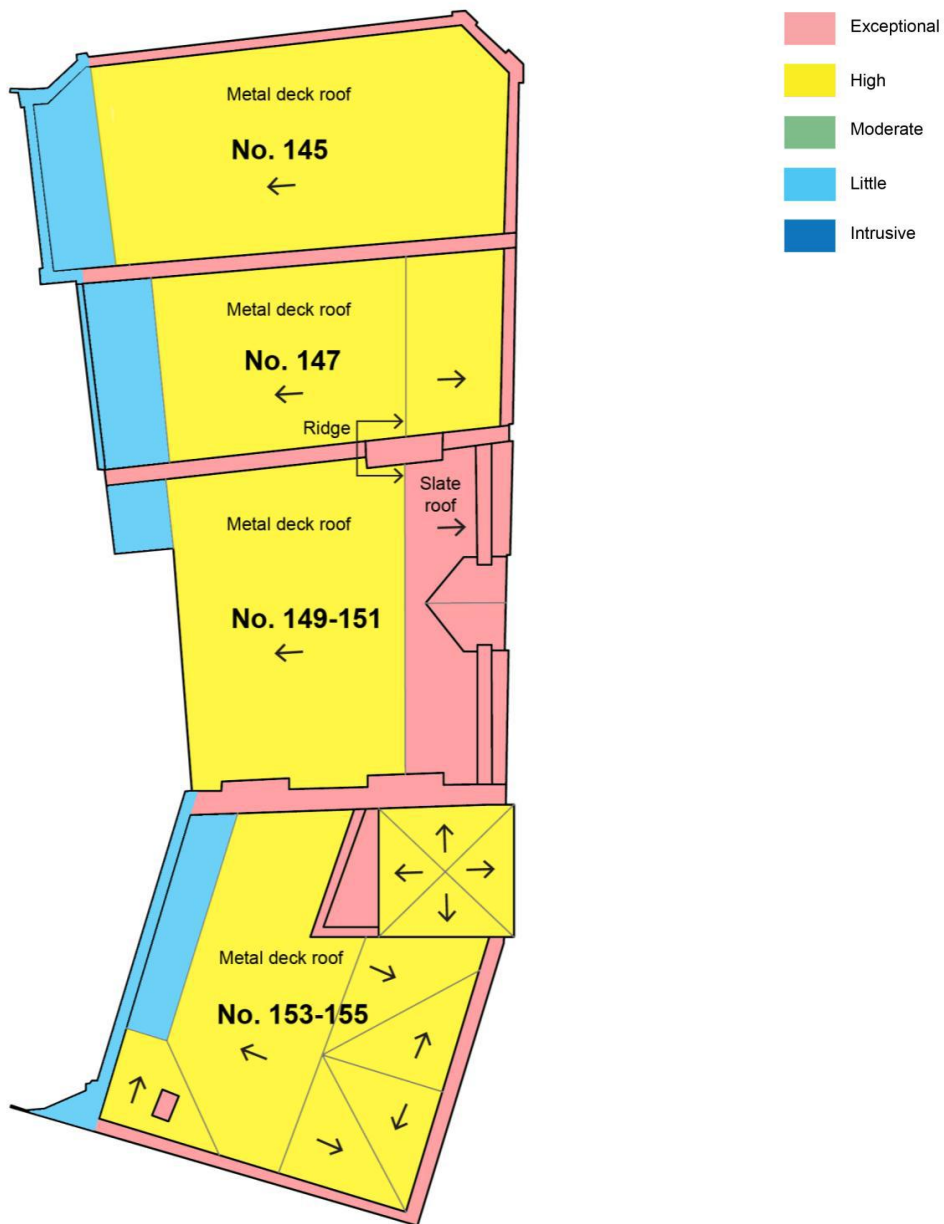 Exceptional
High
Moderate
Little
Intrusive
Metal deck roof
No. 145
Metal deck roof
No. 147
Ridge
Slate
roof
Metal deck roof
No. 149-151
Metal deck roof
No. 153-155